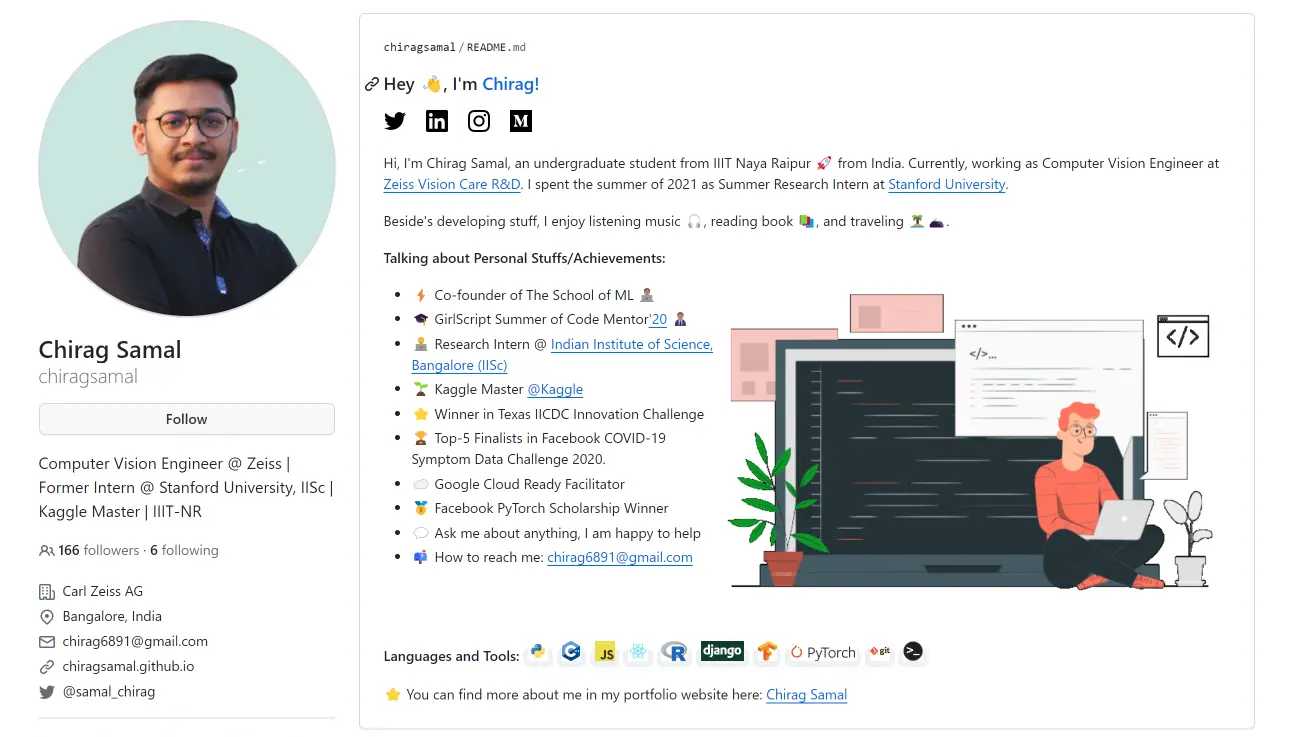 Chirag Samal
chiragsamal
Follow
Computer Vision Engineer @ Zeiss |
Former Intern @ Stanford University, IISc |
Kaggle Master | IIIT-NR
166 followers · 6 following
Carl Zeiss AG
Bangalore, India
chirag6891@gmail.com
chiragsamal.github.io
@samal_chirag
chiragsamal/README.md
Hey 👋, I'm Chirag!
Hi, I'm Chirag Samal, an undergraduate student from IIIT Naya Raipur 🚀 from India. Currently, working as Computer Vision Engineer at
Zeiss Vision Care R&D. I spent the summer of 2021 as Summer Research Intern at Stanford University.
Beside's developing stuff, I enjoy listening music 🎧, reading book 📚, and traveling 🏝️ 🌋.
Talking about Personal Stuffs/Achievements:
⚡ Co-founder of The School of ML 👨🏽‍💻
🎓 GirlScript Summer of Code Mentor'20 👨🏽‍💼
🧑‍💻 Research Intern @ Indian Institute of Science,
Bangalore (IISc)
🌱 Kaggle Master @Kaggle
⭐ Winner in Texas IICDC Innovation Challenge
🏆 Top-5 Finalists in Facebook COVID-19
Symptom Data Challenge 2020.
☁️ Google Cloud Ready Facilitator
🥇 Facebook PyTorch Scholarship Winner
💬 Ask me about anything, I am happy to help
📫 How to reach me: chirag6891@gmail.com
</>...
</>
Languages and Tools: C++ JS R django PyTorch git >_
⭐ You can find more about me in my portfolio website here: Chirag Samal